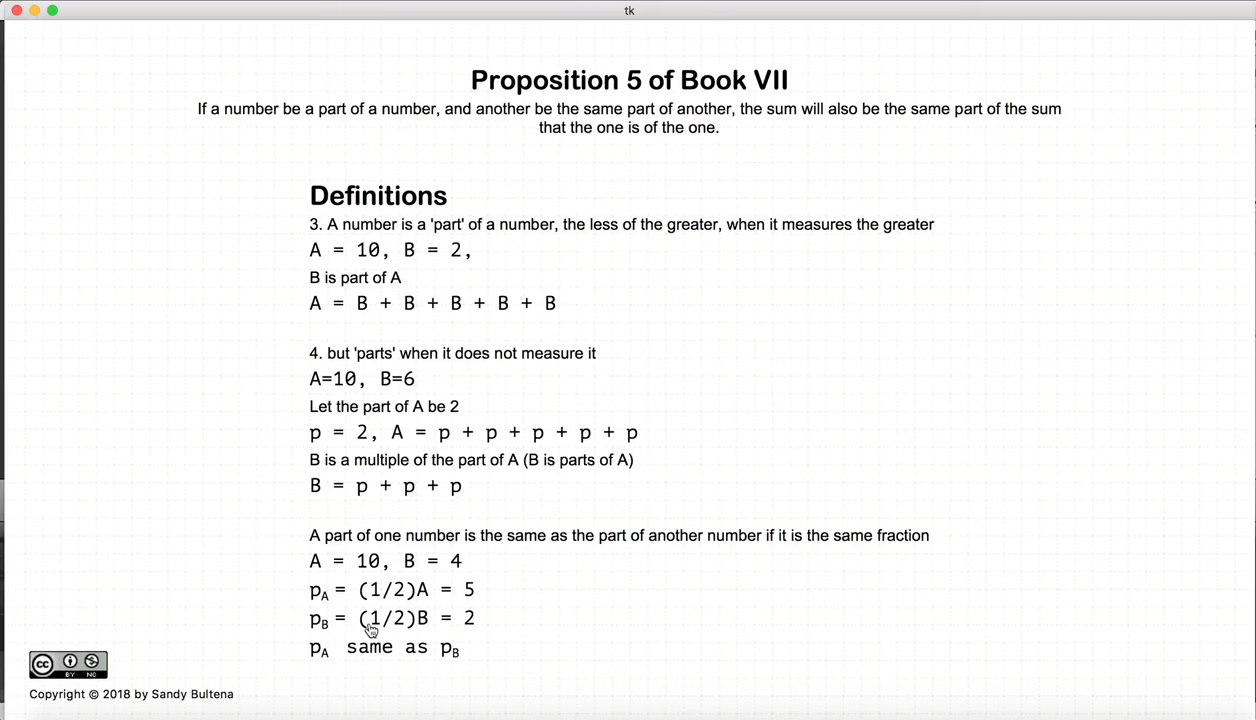 tk
Proposition 5 of Book VII
If a number be a part of a number, and another be the same part of another, the sum will also be the same part of the sum
that the one is of the one.
Definitions
3. A number is a 'part' of a number, the less of the greater, when it measures the greater
A = 10, B = 2,
B is part of A
A = B + B + B + B + B
4. but 'parts' when it does not measure it
A=10, B=6
Let the part of A be 2
p = 2, A = p + p + p + p + p
B is a multiple of the part of A (B is parts of A)
B = p + p + p
A part of one number is the same as the part of another number if it is the same fraction
A = 10, B = 4
pA = (1/2)A = 5
pB = (1/2)B = 2
pA same as pB
cc BY NC
Copyright © 2018 by Sandy Bultena